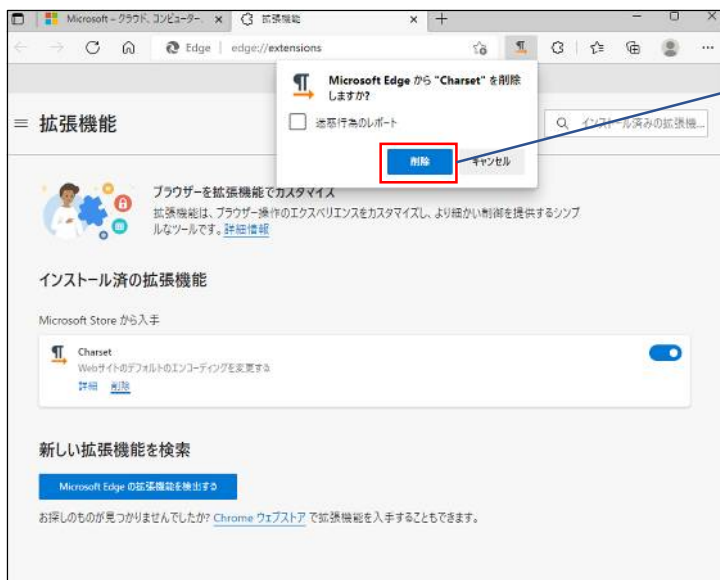 Microsoft – クラウド、コンピューター、
拡張機能
Edge
edge://extensions
Microsoft Edge から "Charset" を削除
しますか?
迷惑行為のレポート
削除
キャンセル
拡張機能
インストール済みの拡張機...
ブラウザーを拡張機能でカスタマイズ
拡張機能は、ブラウザー操作のエクスペリエンスをカスタマイズし、より細かい制御を提供するシンプ
ルなツールです。詳細情報
インストール済の拡張機能
Microsoft Store から入手
Charset
Webサイトのデフォルトのエンコーディングを変更する
詳細 削除
新しい拡張機能を検索
Microsoft Edge の拡張機能を検出する
お探しのものが見つかりませんでしたか? Chrome ウェブストア で拡張機能を入手することもできます。